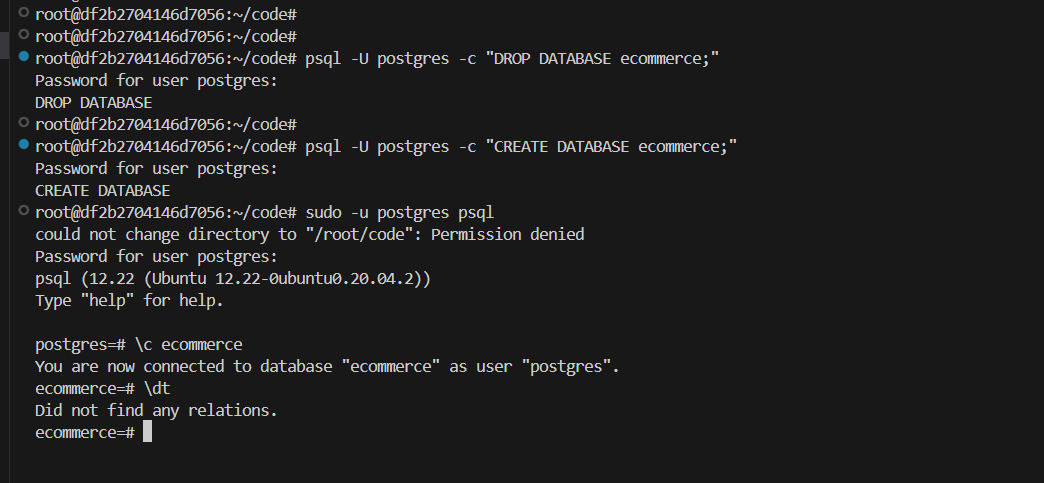 root@df2b2704146d7056:~/code#
root@df2b2704146d7056:~/code#
root@df2b2704146d7056:~/code# psql -U postgres -c "DROP DATABASE ecommerce;"
Password for user postgres:
DROP DATABASE
root@df2b2704146d7056:~/code#
root@df2b2704146d7056:~/code# psql -U postgres -c "CREATE DATABASE ecommerce;"
Password for user postgres:
CREATE DATABASE
root@df2b2704146d7056:~/code# sudo -u postgres psql
could not change directory to "/root/code": Permission denied
Password for user postgres:
psql (12.22 (Ubuntu 12.22-0ubuntu0.20.04.2))
Type "help" for help.
postgres=# \c ecommerce
You are now connected to database "ecommerce" as user "postgres".
ecommerce=# \dt
Did not find any relations.
ecommerce=#